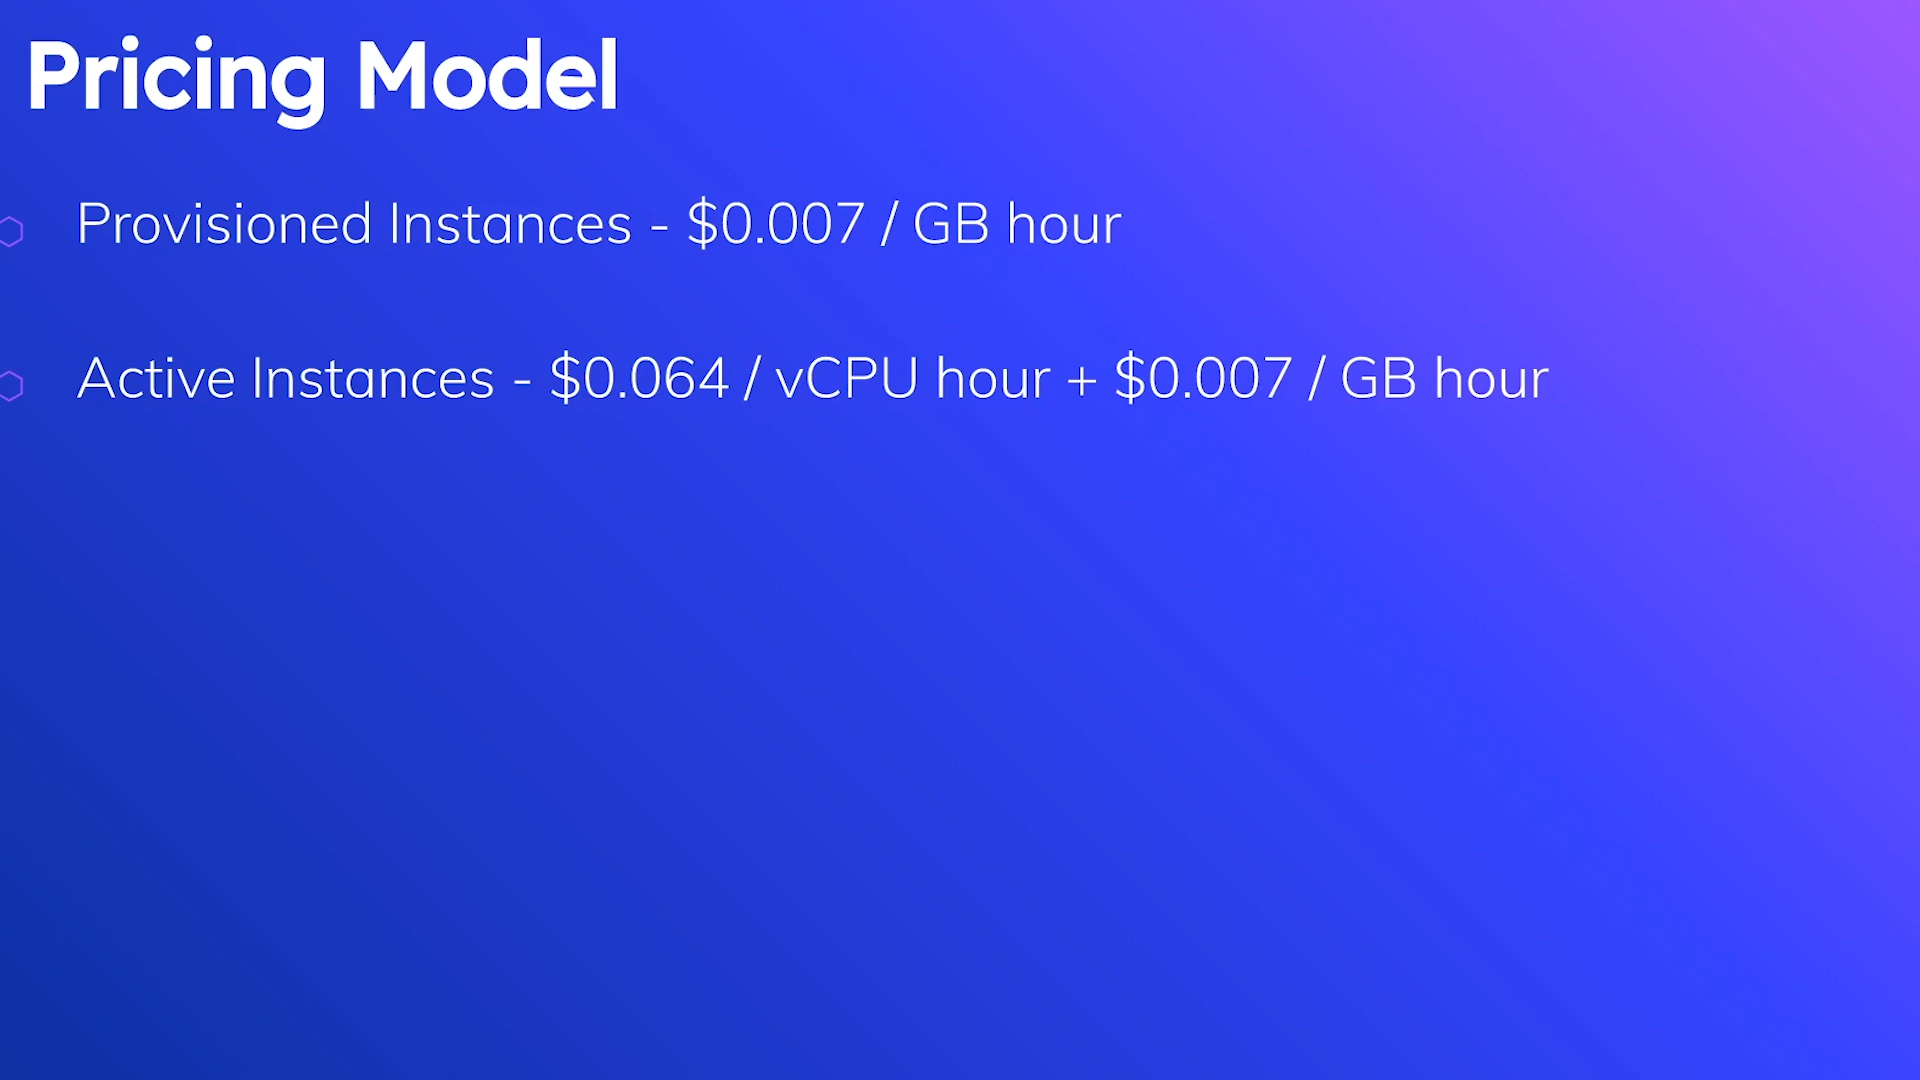 Pricing Model
Provisioned Instances - $0.007 / GB hour
Active Instances - $0.064 / vCPU hour + $0.007 / GB hour